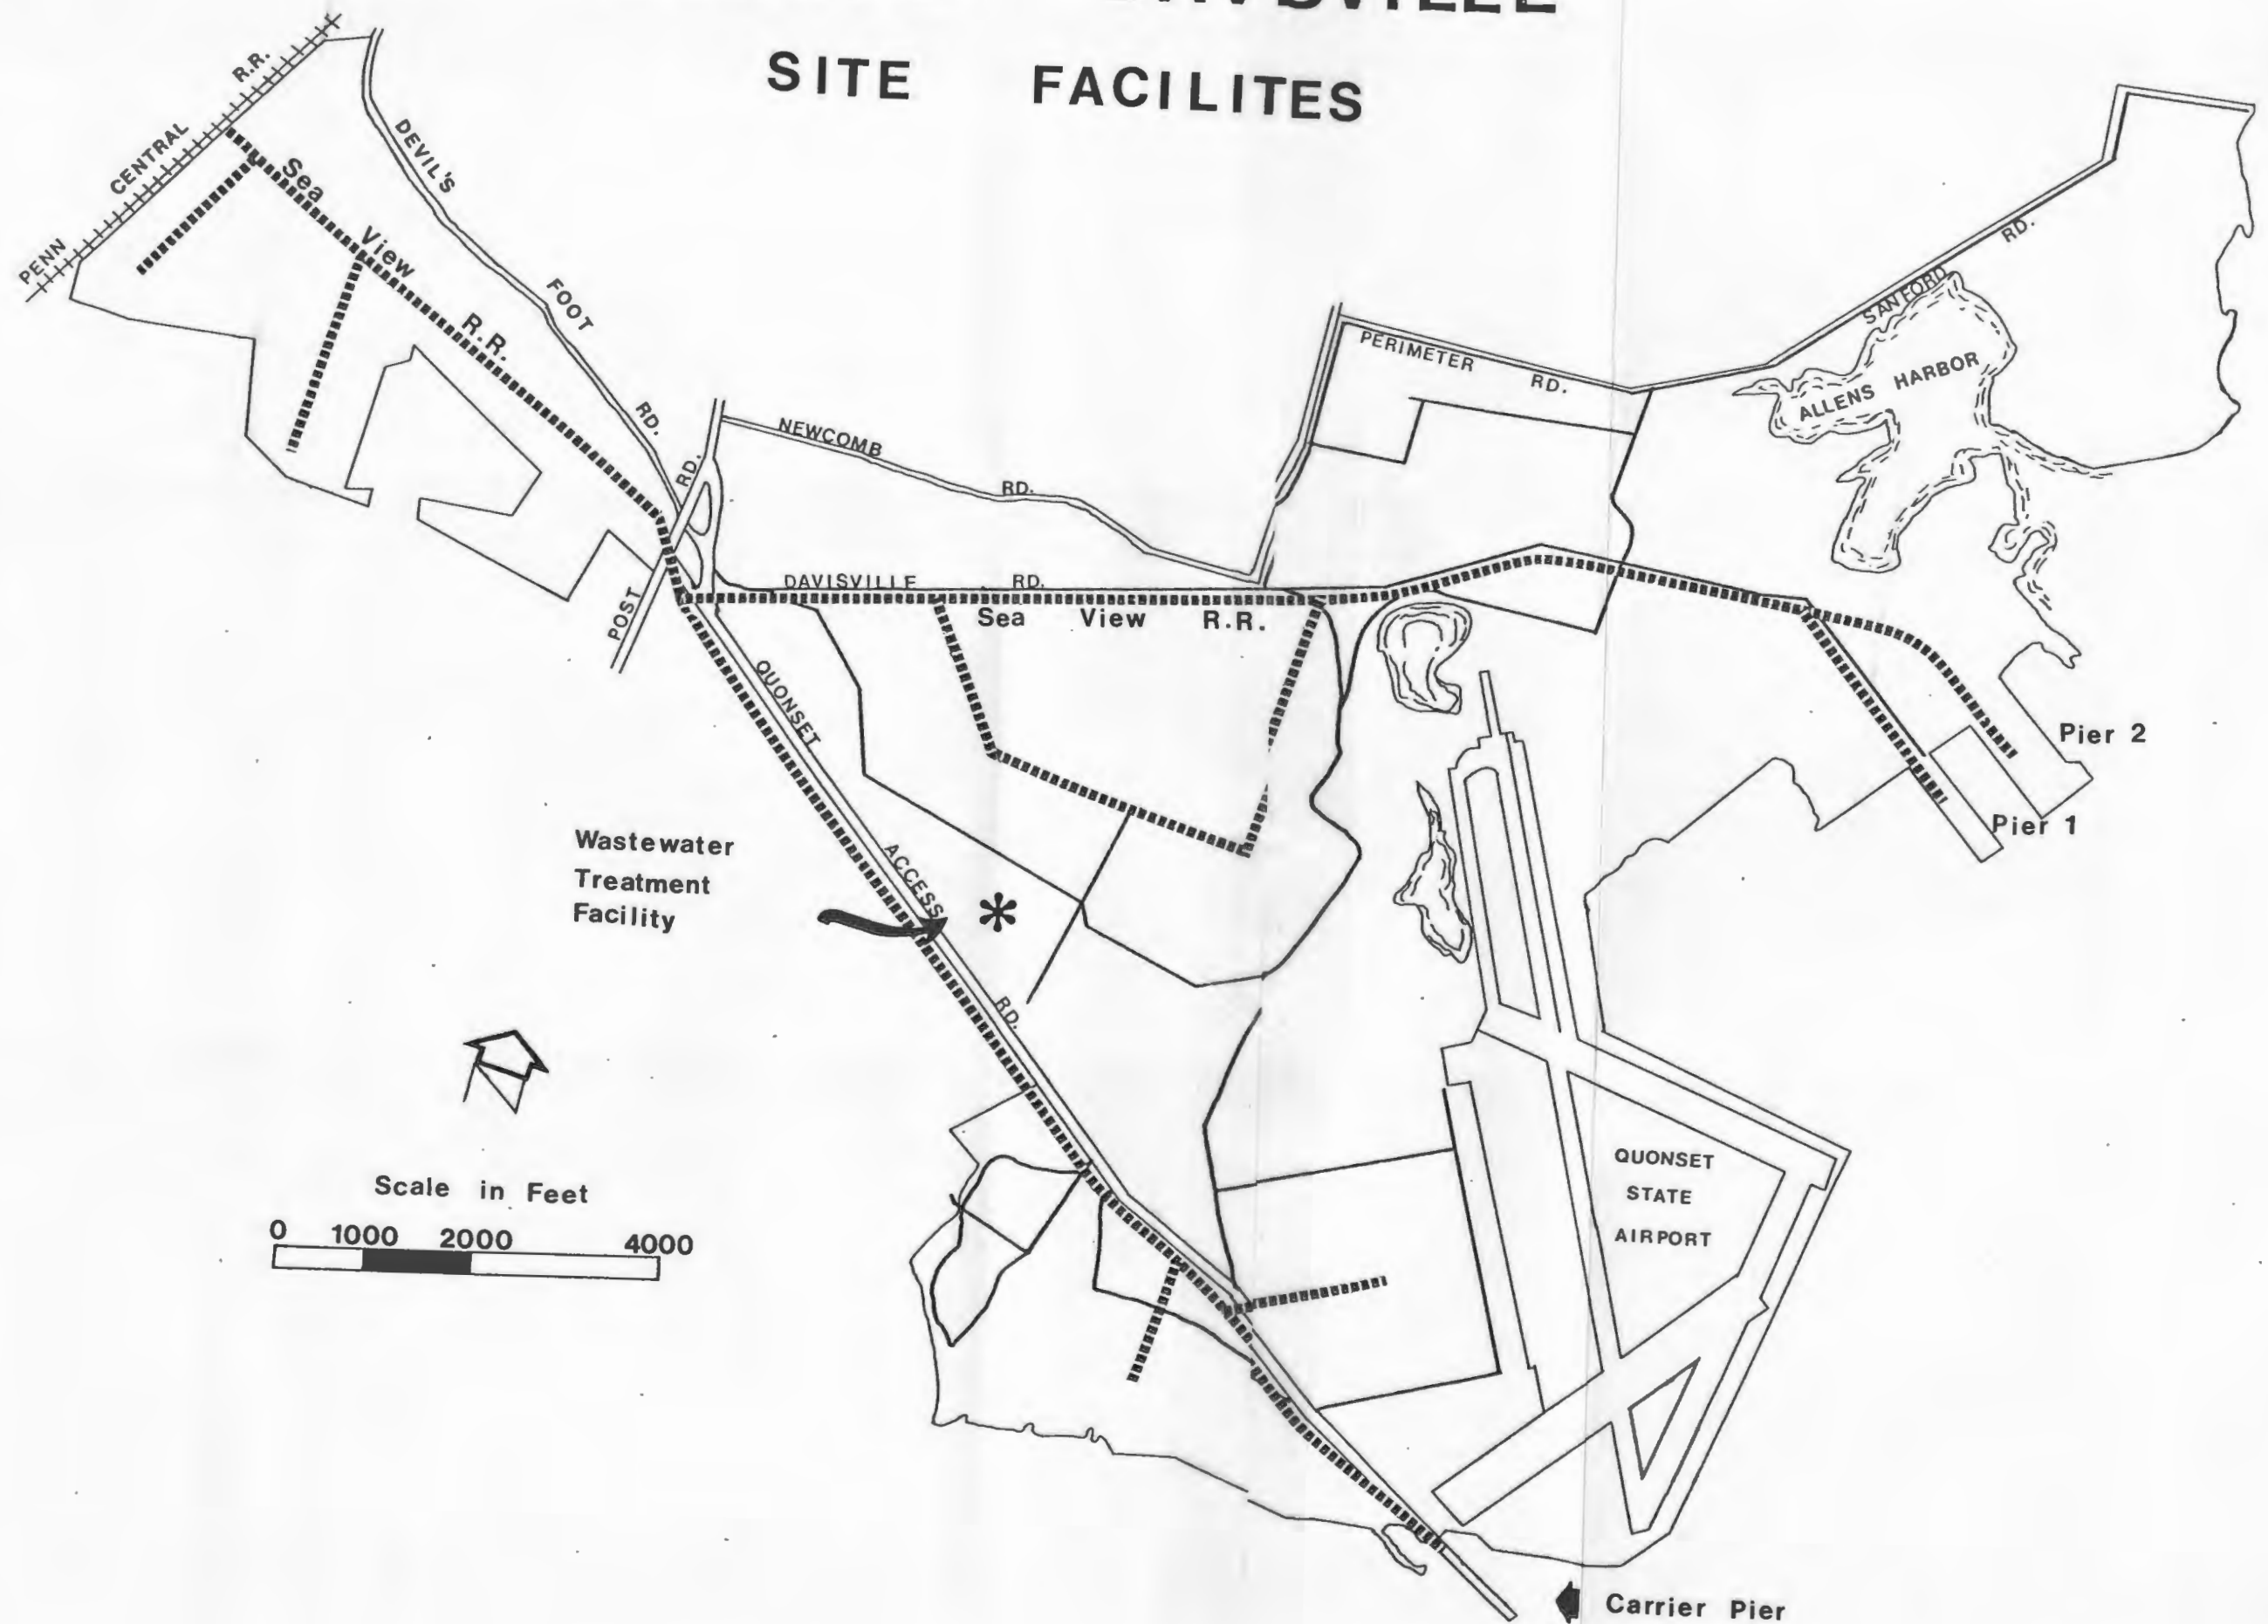 SITE FACILITES
PENN CENTRAL R.R.
Sea View R.R.
DEVIL'S FOOT RD.
POST RD.
NEWCOMB RD.
PERIMETER RD.
SANFORD RD.
ALLENS HARBOR
DAVISVILLE RD.
Sea View R.R.
QUONSET ACCESS RD.
Pier 2
Pier 1
Wastewater
Treatment
Facility
*
QUONSET
STATE
AIRPORT
Scale in Feet
0 1000 2000 4000
Carrier Pier